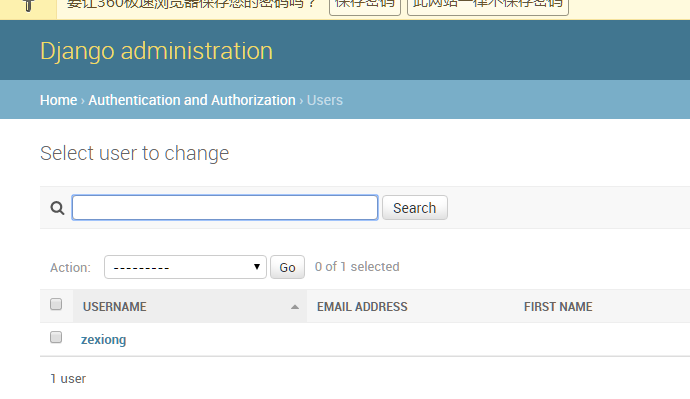 要让360极速浏览器保存您的密码吗？ 保存密码 此网站一律不保存密码
Django administration
Home › Authentication and Authorization › Users
Select user to change
Search
Action: --------- Go 0 of 1 selected
USERNAME EMAIL ADDRESS FIRST NAME
zexiong
1 user